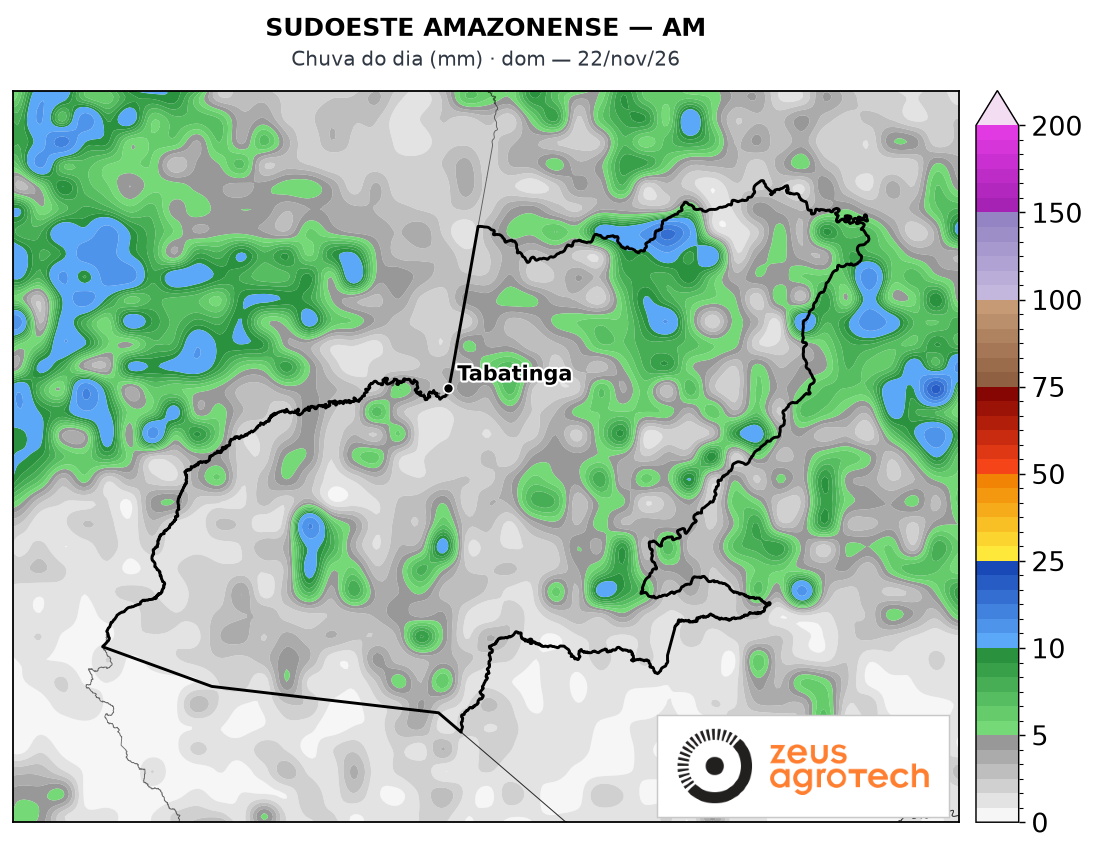 SUDOESTE AMAZONENSE — AM
Chuva do dia (mm) · dom — 22/nov/26
Tabatinga
200
150
100
75
50
25
10
5
0
zeus
agrotech